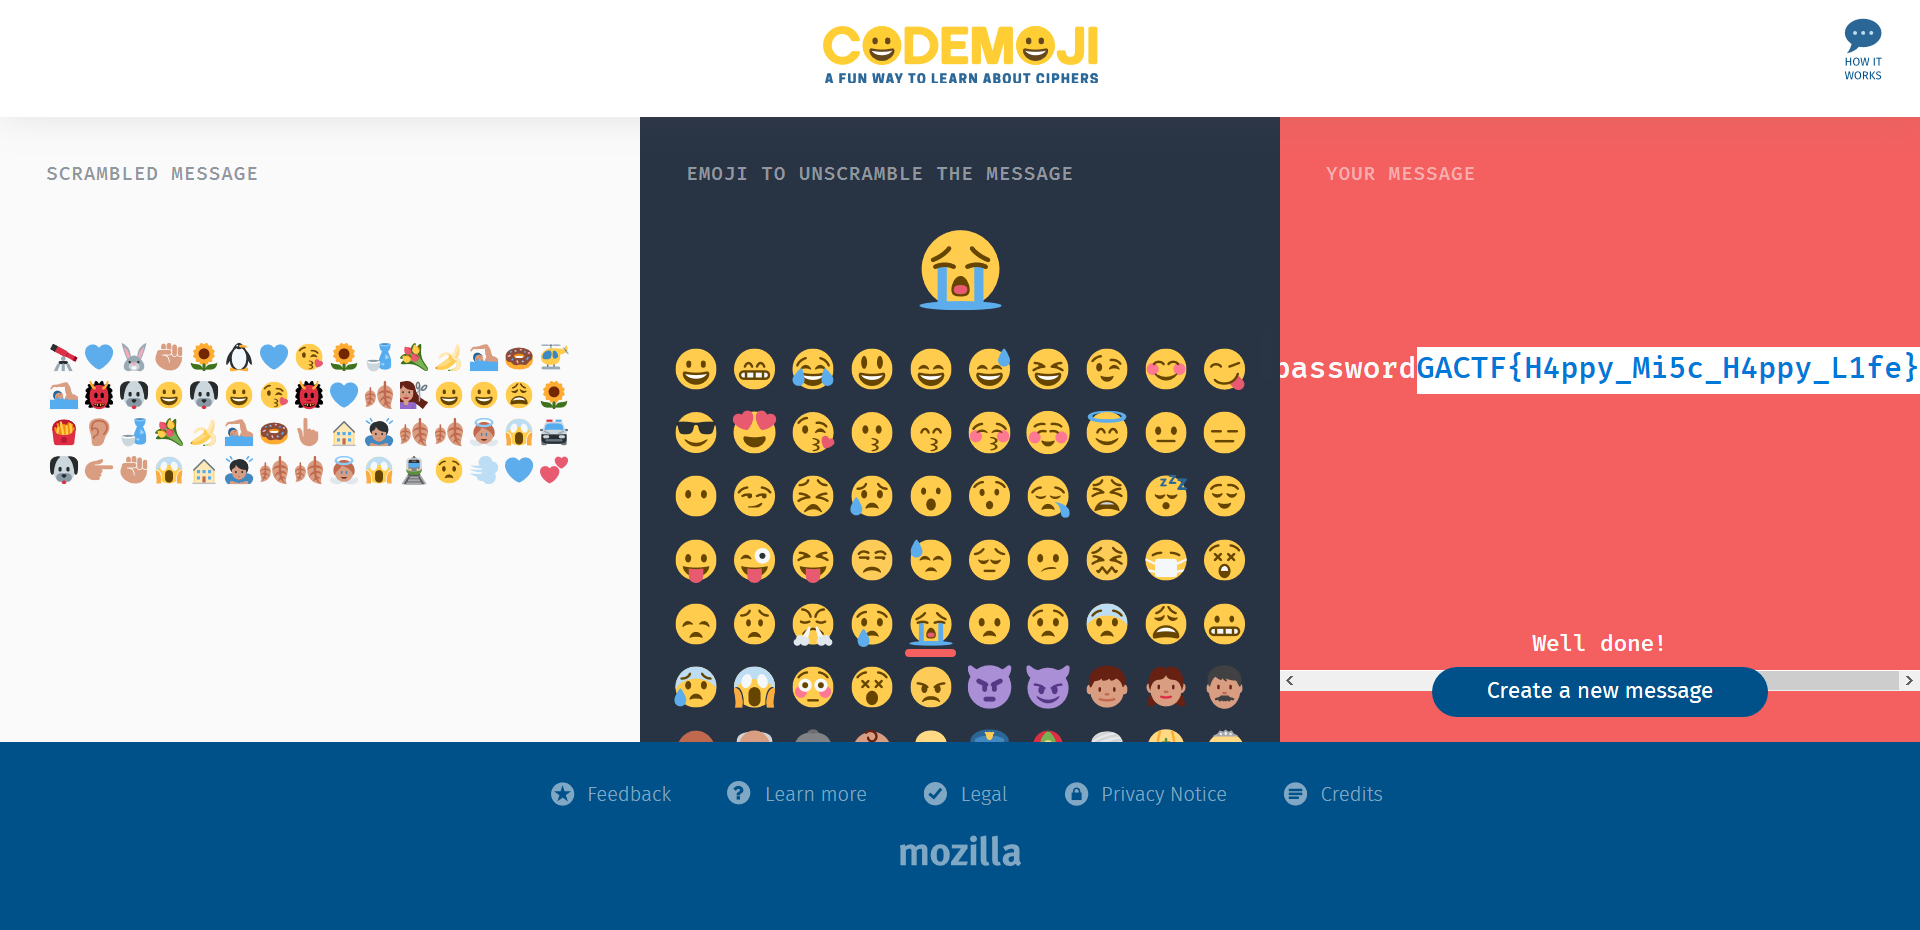 CODEMOJI
A FUN WAY TO LEARN ABOUT CIPHERS
HOW IT
WORKS
SCRAMBLED MESSAGE
EMOJI TO UNSCRAMBLE THE MESSAGE
YOUR MESSAGE
passwordGACTF{H4ppy_Mi5c_H4ppy_L1fe}
Well done!
Create a new message
Feedback
Learn more
Legal
Privacy Notice
Credits
mozilla